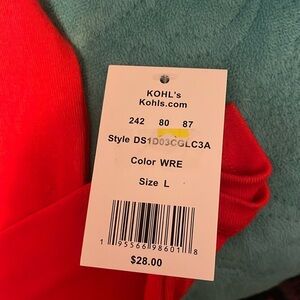 KOHL's
Kohls.com
242 80 87
Style DS1D03CGLC3A
Color WRE
Size L
1 95566 98601 8
$28.00